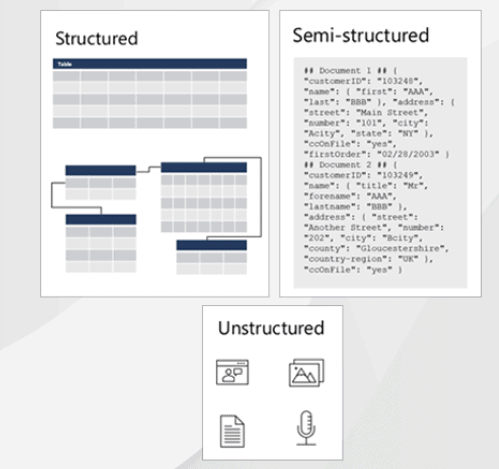 Structured
Table
Semi-structured
## Document 1 ## {
"customerID": "103248",
"name": { "first": "AAA",
"last": "BBB" }, "address": {
"street": "Main Street",
"number": "101", "city":
"Acity", "state": "NY" },
"ccOnFile": "yes",
"firstOrder": "02/28/2003" }
## Document 2 ## {
"customerID": "103249",
"name": { "title": "Mr",
"forename": "AAA",
"lastname": "BBB" },
"address": { "street":
"Another Street", "number":
"202", "city": "Bcity",
"county": "Gloucestershire",
"country-region": "UK" },
"ccOnFile": "yes" }
Unstructured